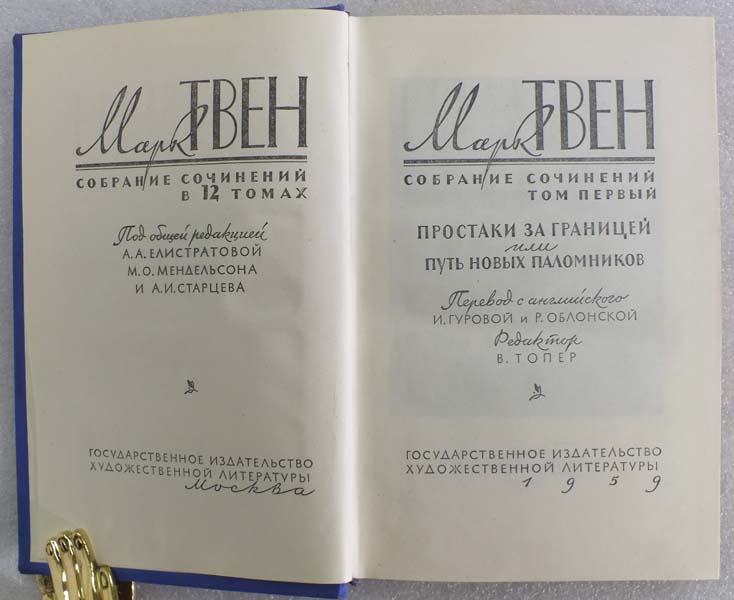 Марк ТВЕН
СОБРАНИЕ СОЧИНЕНИЙ
В 12 ТОМАХ
Под общей редакцией
А.А.ЕЛИСТРАТОВОЙ
М.О.МЕНДЕЛЬСОНА
И А.И.СТАРЦЕВА
ГОСУДАРСТВЕННОЕ ИЗДАТЕЛЬСТВО
ХУДОЖЕСТВЕННОЙ ЛИТЕРАТУРЫ
Москва
Марк ТВЕН
СОБРАНИЕ СОЧИНЕНИЙ
ТОМ ПЕРВЫЙ
ПРОСТАКИ ЗА ГРАНИЦЕЙ
или
ПУТЬ НОВЫХ ПАЛОМНИКОВ
Перевод с английского
И.ГУРОВОЙ и Р.ОБЛОНСКОЙ
Редактор
В. ТОПЕР
ГОСУДАРСТВЕННОЕ ИЗДАТЕЛЬСТВО
ХУДОЖЕСТВЕННОЙ ЛИТЕРАТУРЫ
1959